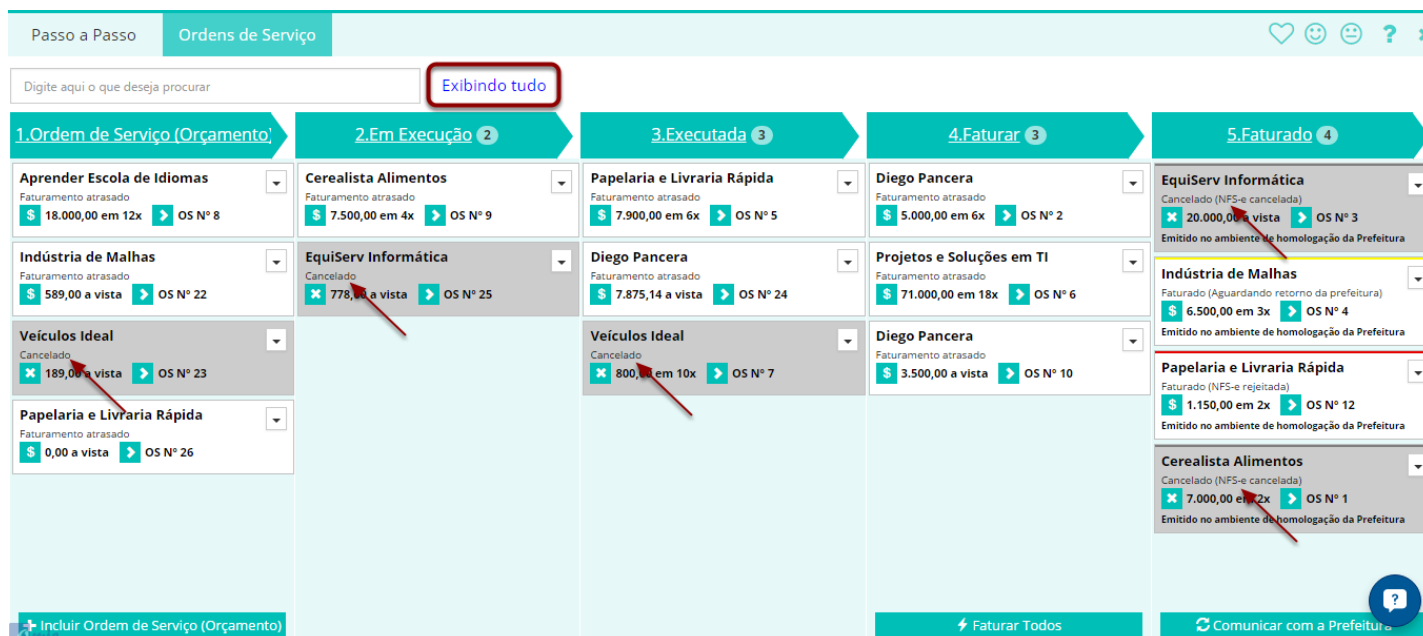 Passo a Passo
Ordens de Serviço
?
Digite aqui o que deseja procurar
Exibindo tudo
1.Ordem de Serviço (Orçamento)
2.Em Execução 2
3.Executada 3
4.Faturar 3
5.Faturado 4
Aprender Escola de Idiomas
Faturamento atrasado
$ 18.000,00 em 12x OS Nº 8
Indústria de Malhas
Faturamento atrasado
$ 589,00 a vista OS Nº 22
Veículos Ideal
Cancelado
189,00 a vista OS Nº 23
Papelaria e Livraria Rápida
Faturamento atrasado
$ 0,00 a vista OS Nº 26
Cerealista Alimentos
Faturamento atrasado
$ 7.500,00 em 4x OS Nº 9
EquiServ Informática
Cancelado
778,00 a vista OS Nº 25
Papelaria e Livraria Rápida
Faturamento atrasado
$ 7.900,00 em 6x OS Nº 5
Diego Pancera
Faturamento atrasado
$ 7.875,14 a vista OS Nº 24
Veículos Ideal
Cancelado
800,00 em 10x OS Nº 7
Diego Pancera
Faturamento atrasado
$ 5.000,00 em 6x OS Nº 2
Projetos e Soluções em TI
Faturamento atrasado
$ 71.000,00 em 18x OS Nº 6
Diego Pancera
Faturamento atrasado
$ 3.500,00 a vista OS Nº 10
EquiServ Informática
Cancelado (NFS-e cancelada)
20.000,00 a vista OS Nº 3
Emitido no ambiente de homologação da Prefeitura
Indústria de Malhas
Faturado (Aguardando retorno da prefeitura)
$ 6.500,00 em 3x OS Nº 4
Emitido no ambiente de homologação da Prefeitura
Papelaria e Livraria Rápida
Faturado (NFS-e rejeitada)
$ 1.150,00 em 2x OS Nº 12
Emitido no ambiente de homologação da Prefeitura
Cerealista Alimentos
Cancelado (NFS-e cancelada)
7.000,00 em 2x OS Nº 1
Emitido no ambiente de homologação da Prefeitura
+ Incluir Ordem de Serviço (Orçamento)
Faturar Todos
Comunicar com a Prefeitura
?